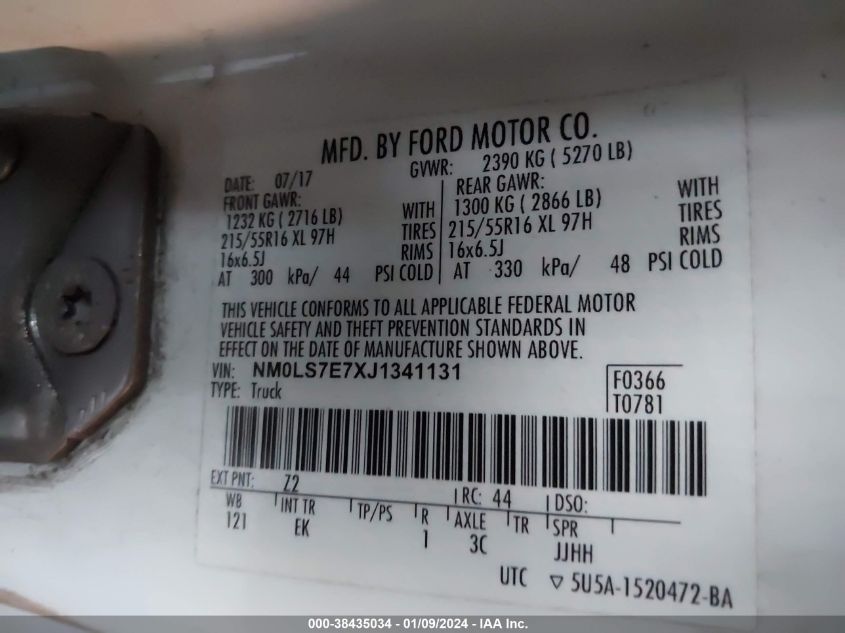 MFD. BY FORD MOTOR CO.
DATE: 07/17 GVWR: 2390 KG ( 5270 LB)
FRONT GAWR: REAR GAWR:
1232 KG ( 2716 LB) WITH 1300 KG ( 2866 LB) WITH
215/55R16 XL 97H TIRES 215/55R16 XL 97H TIRES
16x6.5J RIMS 16x6.5J RIMS
AT 300 kPa/ 44 PSI COLD AT 330 kPa/ 48 PSI COLD
THIS VEHICLE CONFORMS TO ALL APPLICABLE FEDERAL MOTOR
VEHICLE SAFETY AND THEFT PREVENTION STANDARDS IN
EFFECT ON THE DATE OF MANUFACTURE SHOWN ABOVE.
VIN: NM0LS7E7XJ1341131 F0366
TYPE: Truck T0781
EXT PNT: Z2 RC: 44 DSO:
WB INT TR TP/PS R AXLE TR SPR
121 EK 1 3C JJHH
UTC ▽ 5U5A-1520472-BA
000-38435034 - 01/09/2024 - IAA Inc.